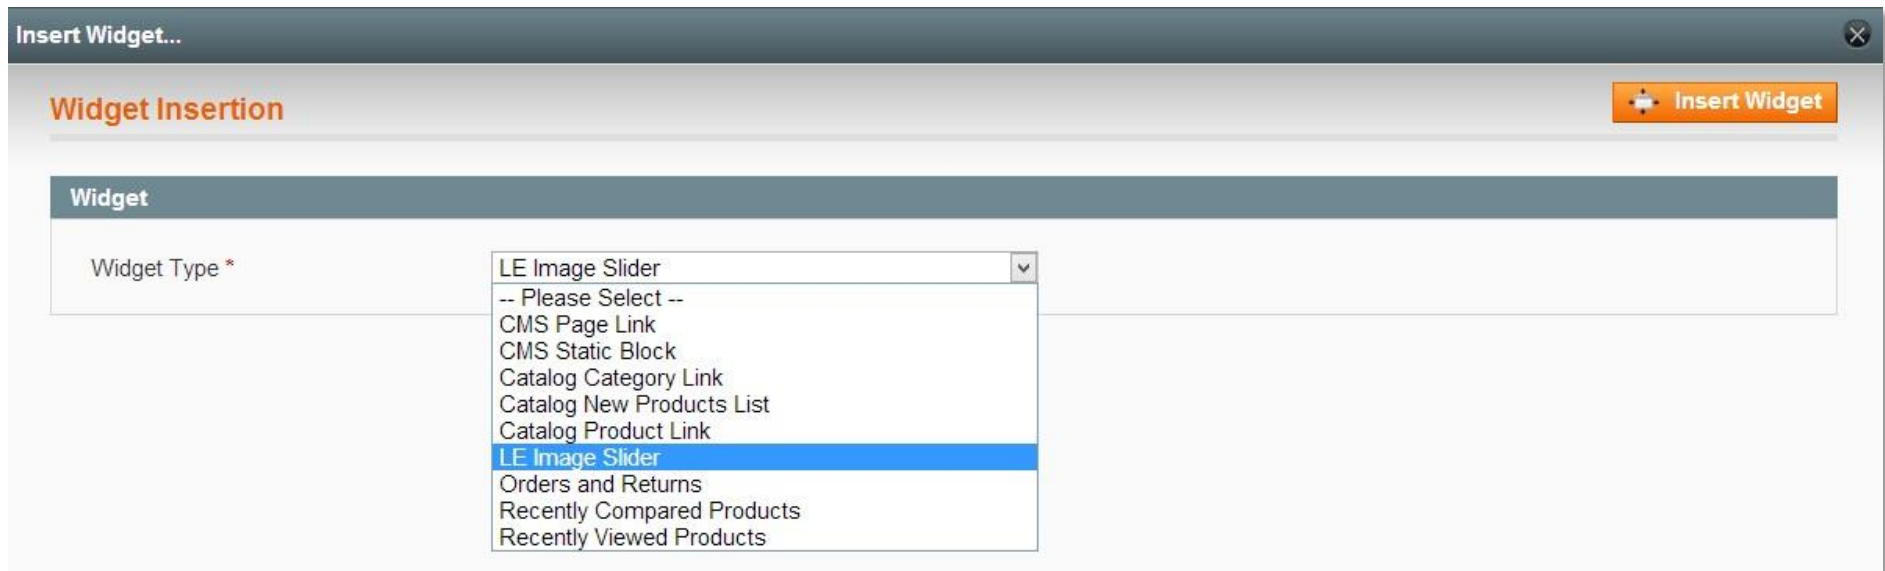 Insert Widget...
Widget Insertion
Insert Widget
Widget
Widget Type *
LE Image Slider
-- Please Select --
CMS Page Link
CMS Static Block
Catalog Category Link
Catalog New Products List
Catalog Product Link
LE Image Slider
Orders and Returns
Recently Compared Products
Recently Viewed Products